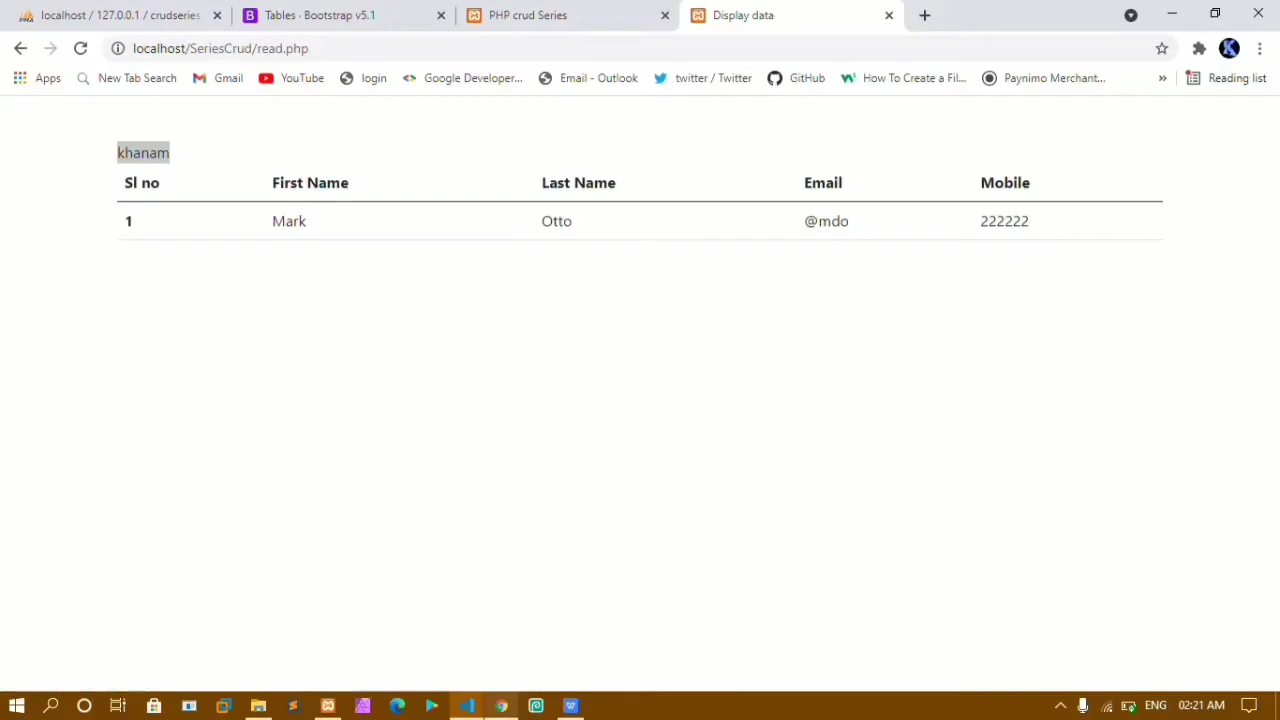 localhost / 127.0.0.1 / crudseries
Tables · Bootstrap v5.1
PHP crud Series
Display data
localhost/SeriesCrud/read.php
Apps New Tab Search Gmail YouTube login Google Developer... Email - Outlook twitter / Twitter GitHub How To Create a Fil... Paynimo Merchant... » Reading list
khanam
Sl no First Name Last Name Email Mobile
1 Mark Otto @mdo 222222
ENG 02:21 AM